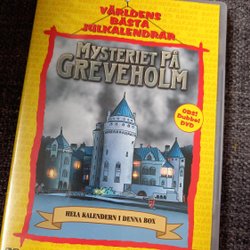 VÄRLDENS
BÄSTA
JULKALENDRAR
MYSTERIET PÅ
GREVEHOLM
OBS!
Dubbel
DVD
HELA KALENDERN I DENNA BOX